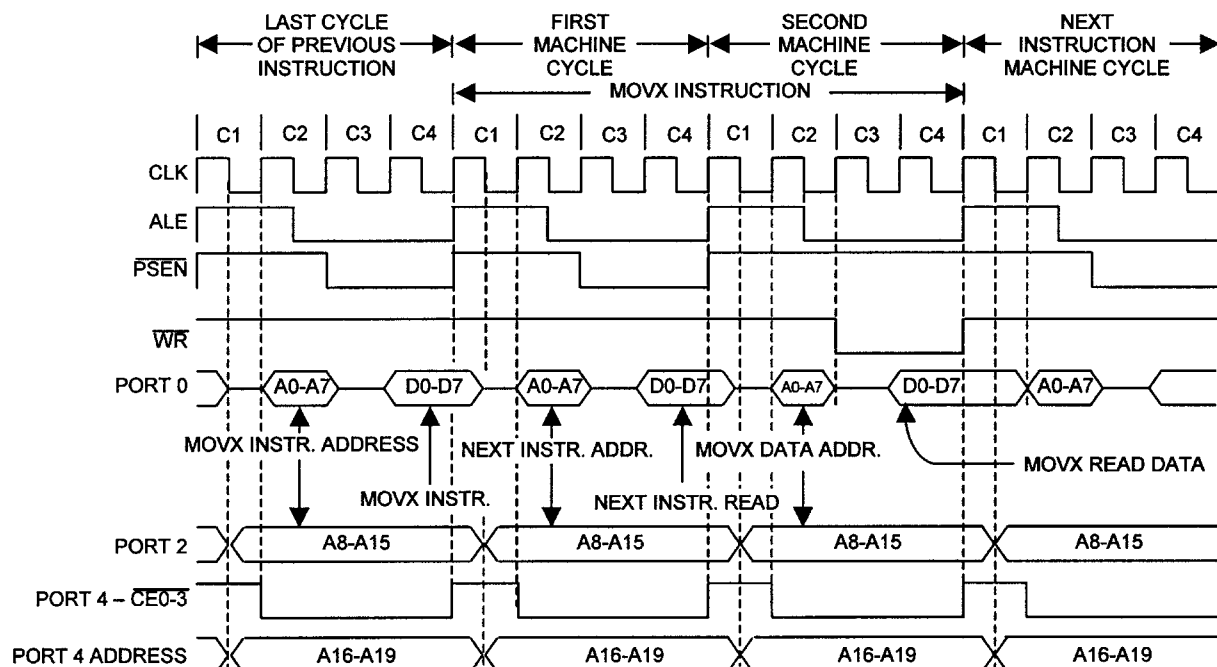 LAST CYCLE
OF PREVIOUS
INSTRUCTION
FIRST
MACHINE
CYCLE
SECOND
MACHINE
CYCLE
NEXT
INSTRUCTION
MACHINE CYCLE
MOVX INSTRUCTION
C1 C2 C3 C4 C1 C2 C3 C4 C1 C2 C3 C4 C1 C2 C3 C4
CLK
ALE
PSEN
WR
PORT 0 A0-A7 D0-D7 A0-A7 D0-D7 A0-A7 D0-D7 A0-A7
MOVX INSTR. ADDRESS NEXT INSTR. ADDR. MOVX DATA ADDR.
MOVX READ DATA
MOVX INSTR. NEXT INSTR. READ
PORT 2 A8-A15 A8-A15 A8-A15 A8-A15
PORT 4 – CE0-3
PORT 4 ADDRESS A16-A19 A16-A19 A16-A19 A16-A19